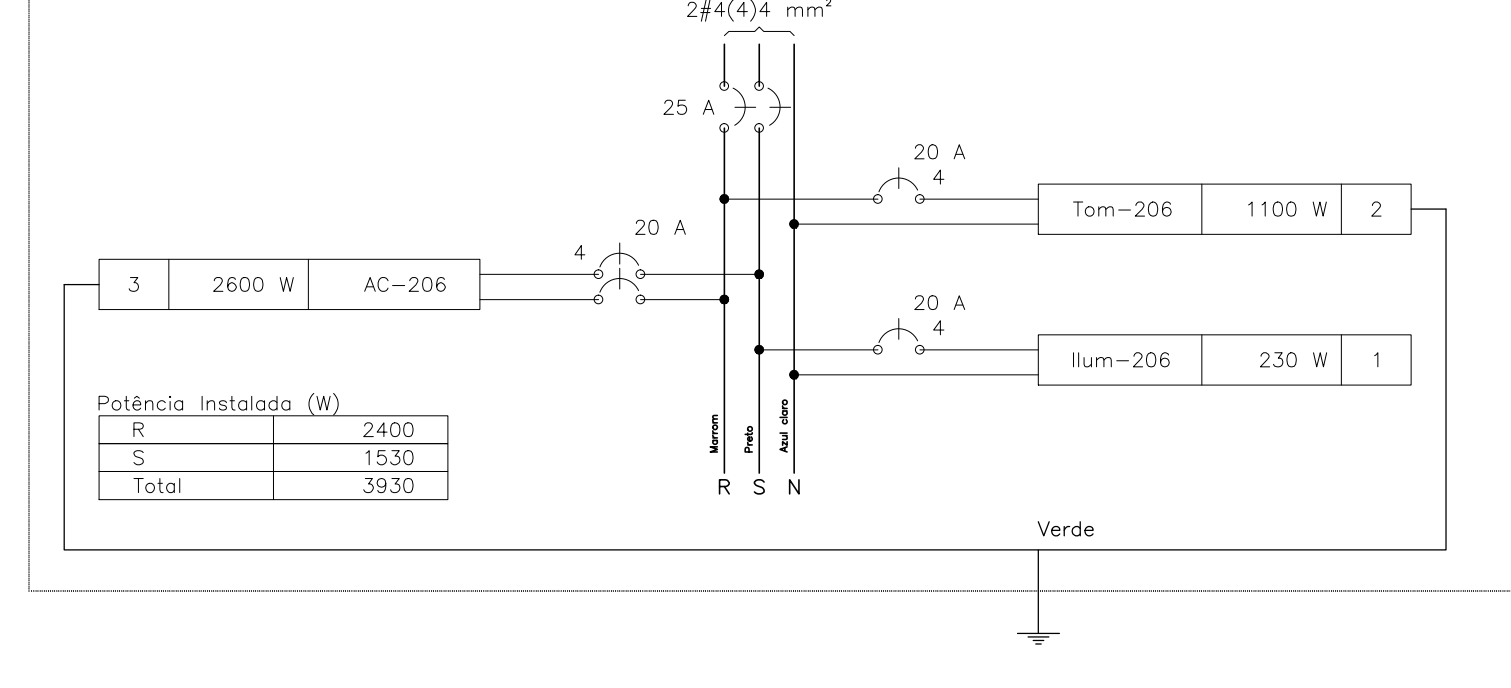 2#4(4)4 mm²
25 A
20 A
4
Tom-206 1100 W 2
20 A
4
3 2600 W AC-206
20 A
4
Ilum-206 230 W 1
Potência Instalada (W)
R 2400
S 1530
Total 3930
Marrom
Preto
Azul claro
R S N
Verde